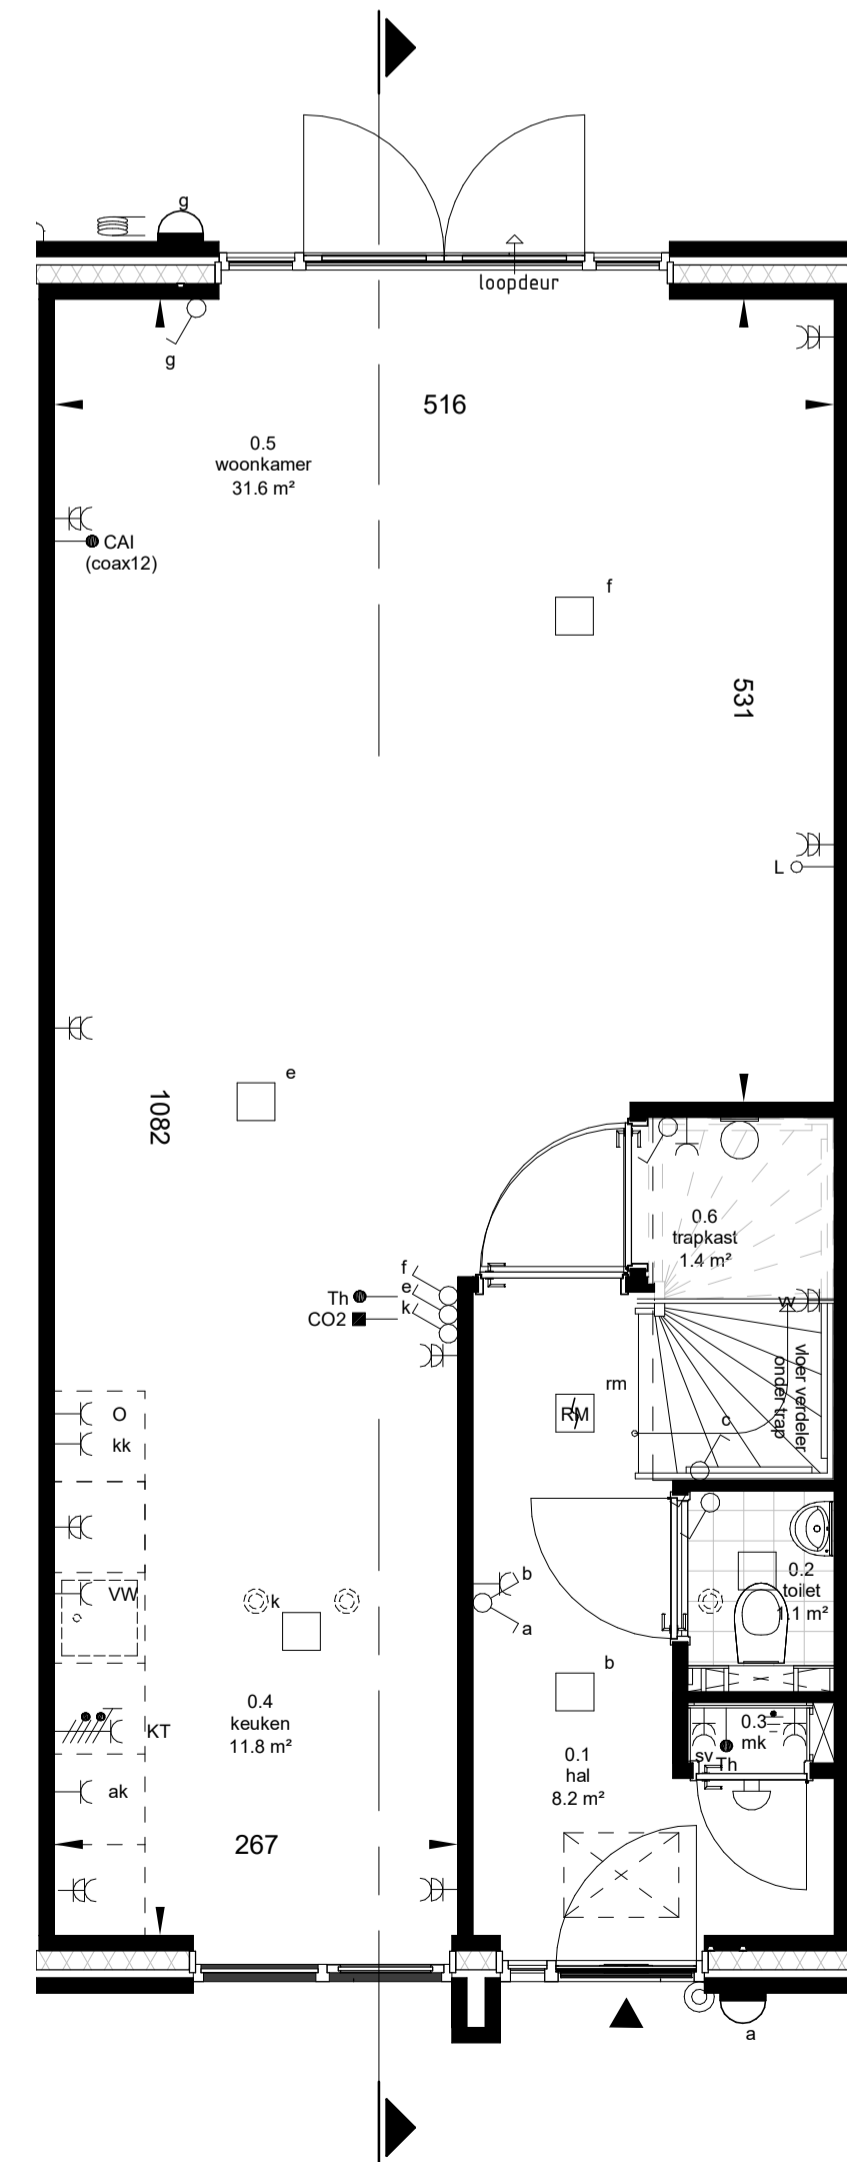 g
loopdeur
g
516
0.5
woonkamer
31.6 m²
CAI
(coax12)
f
531
L
e
1082
0.6
trapkast
1.4 m²
f
Th
e
CO2
k
vv
vloer verdeler
onder trap
rm
RM
c
O
kk
b
0.2
toilet
1.1 m²
VW
k
a
b
0.4
keuken
11.8 m²
KT
0.3
mk
sv
Th
0.1
hal
8.2 m²
ak
267
a